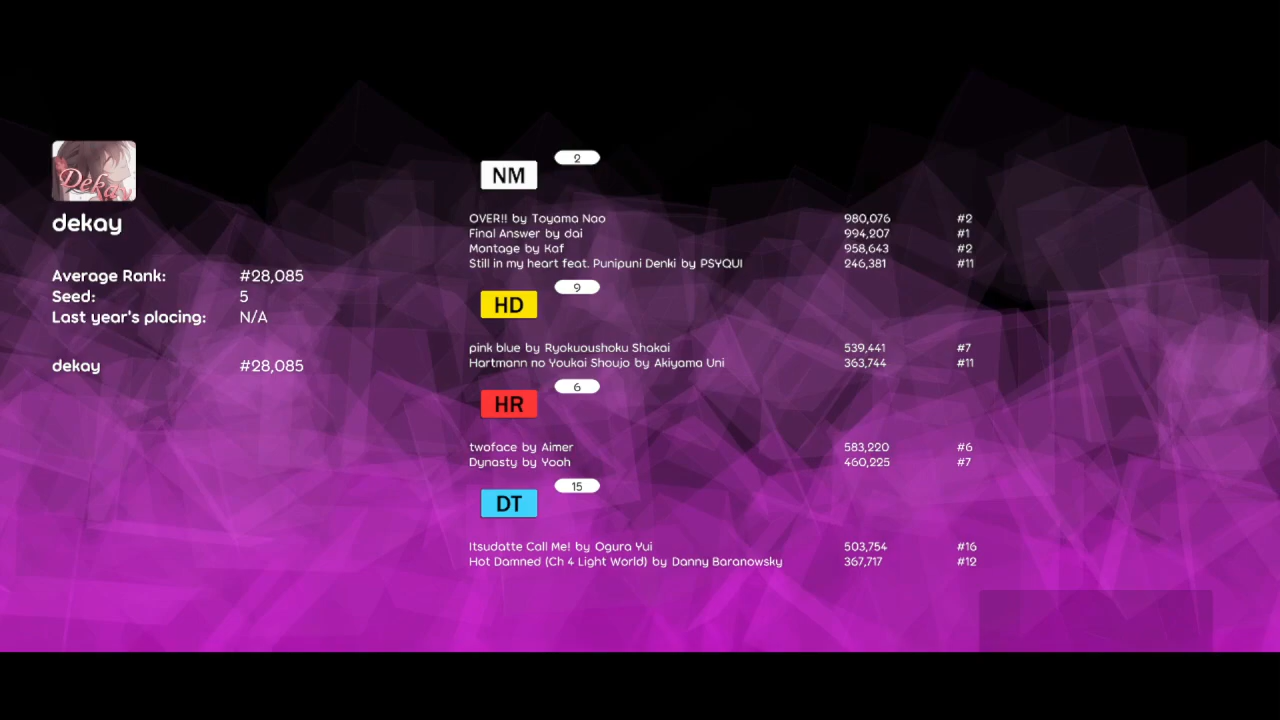 Dekay
dekay
Average Rank: #28,085
Seed: 5
Last year's placing: N/A
dekay #28,085
NM 2
OVER!! by Toyama Nao 980,076 #2
Final Answer by dai 994,207 #1
Montage by Kaf 958,643 #2
Still in my heart feat. Punipuni Denki by PSYQUI 246,381 #11
HD 9
pink blue by Ryokuoushoku Shakai 539,441 #7
Hartmann no Youkai Shoujo by Akiyama Uni 363,744 #11
HR 6
twoface by Aimer 583,220 #6
Dynasty by Yooh 460,225 #7
DT 15
Itsudatte Call Me! by Ogura Yui 503,754 #16
Hot Damned (Ch 4 Light World) by Danny Baranowsky 367,717 #12